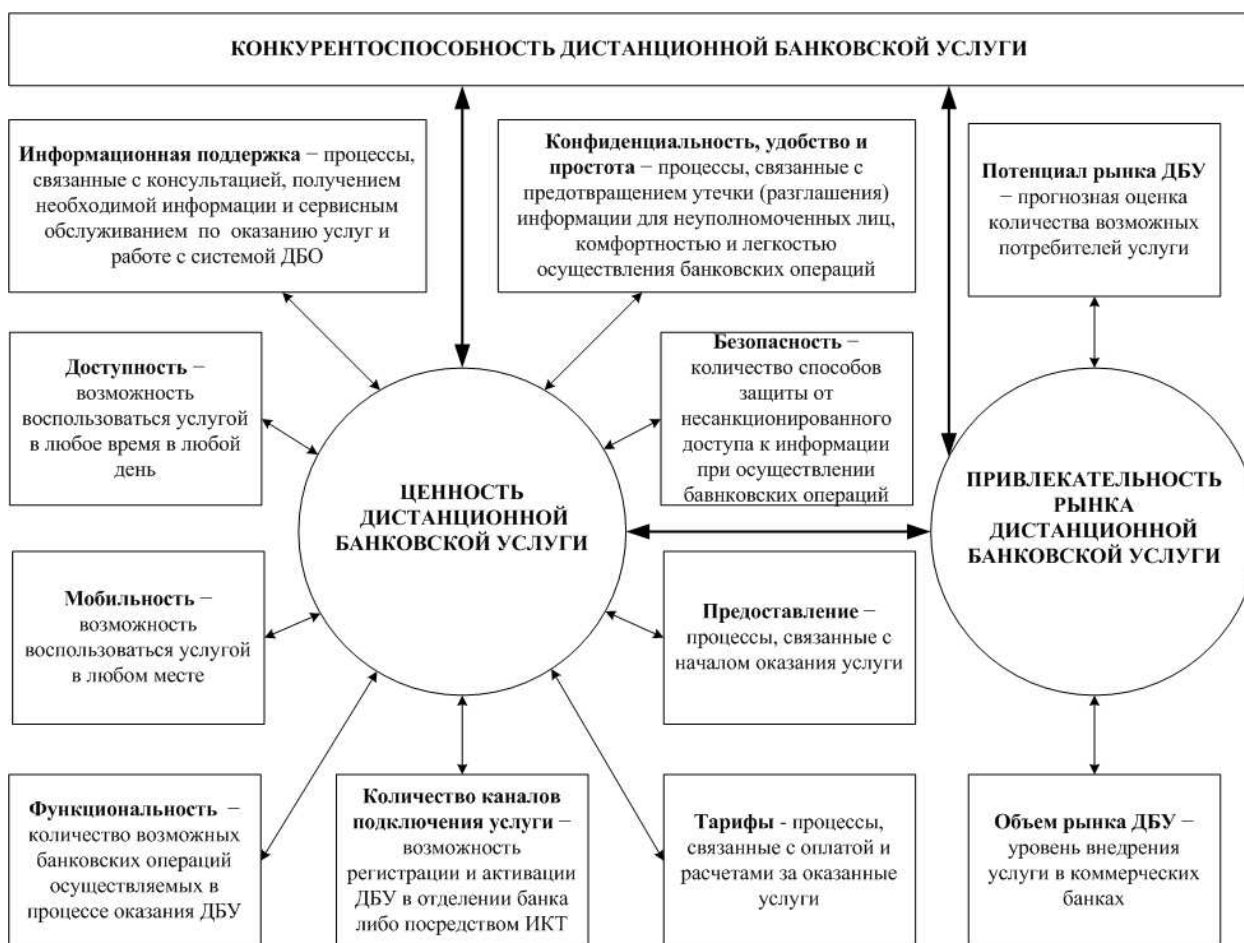 КОНКУРЕНТОСПОСОБНОСТЬ ДИСТАНЦИОННОЙ БАНКОВСКОЙ УСЛУГИ
Информационная поддержка − процессы,
связанные с консультацией, получением
необходимой информации и сервисным
обслуживанием по оказанию услуг и
работе с системой ДБО
Конфиденциальность, удобство и
простота − процессы, связанные с
предотвращением утечки (разглашения)
информации для неуполномоченных лиц,
комфортностью и легкостью
осуществления банковских операций
Потенциал рынка ДБУ
− прогнозная оценка
количества возможных
потребителей услуги
Доступность −
возможность
воспользоваться услугой
в любое время в любой
день
Безопасность −
количество способов
защиты от
несанкционированного
доступа к информации
при осуществлении
бавнковских операций
ЦЕННОСТЬ
ДИСТАНЦИОННОЙ
БАНКОВСКОЙ УСЛУГИ
ПРИВЛЕКАТЕЛЬНОСТЬ
РЫНКА
ДИСТАНЦИОННОЙ
БАНКОВСКОЙ УСЛУГИ
Мобильность −
возможность
воспользоваться услугой
в любом месте
Предоставление −
процессы, связанные с
началом оказания услуги
Функциональность −
количество возможных
банковских операций
осуществляемых в
процессе оказания ДБУ
Количество каналов
подключения услуги −
возможность
регистрации и активации
ДБУ в отделении банка
либо посредством ИКТ
Тарифы - процессы,
связанные с оплатой и
расчетами за оказанные
услуги
Объем рынка ДБУ −
уровень внедрения
услуги в коммерческих
банках